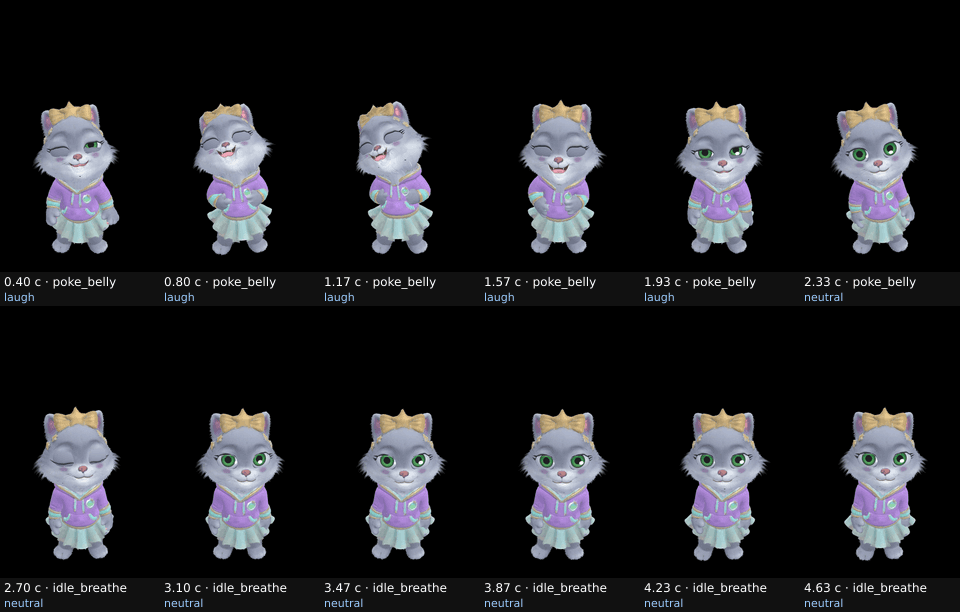 0.40 с · poke_belly
laugh
0.80 с · poke_belly
laugh
1.17 с · poke_belly
laugh
1.57 с · poke_belly
laugh
1.93 с · poke_belly
laugh
2.33 с · poke_belly
neutral
2.70 с · idle_breathe
neutral
3.10 с · idle_breathe
neutral
3.47 с · idle_breathe
neutral
3.87 с · idle_breathe
neutral
4.23 с · idle_breathe
neutral
4.63 с · idle_breathe
neutral